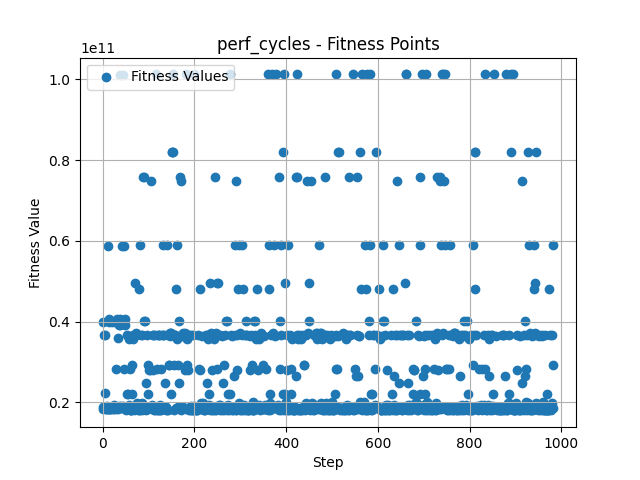 perf_cycles - Fitness Points
1e11
Fitness Values
1.0
0.8
0.6
0.4
0.2
Fitness Value
0 200 400 600 800 1000
Step